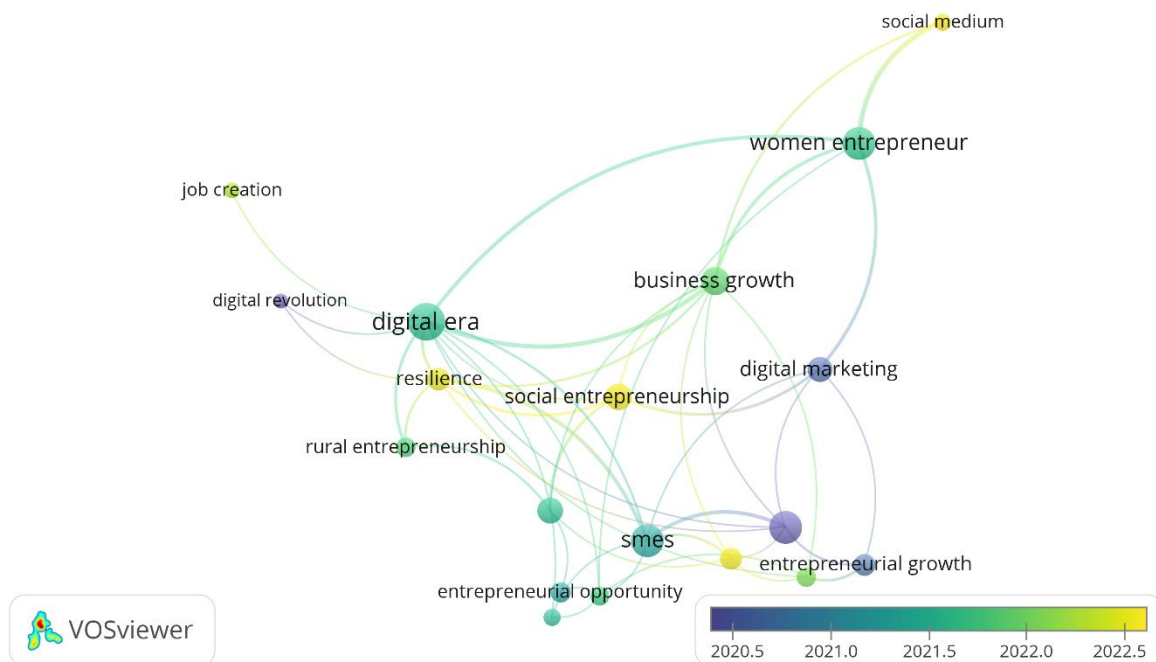 social medium
women entrepreneur
job creation
business growth
digital revolution
digital era
digital marketing
resilience
social entrepreneurship
rural entrepreneurship
smes
entrepreneurial growth
entrepreneurial opportunity
VOSviewer
2020.5 2021.0 2021.5 2022.0 2022.5